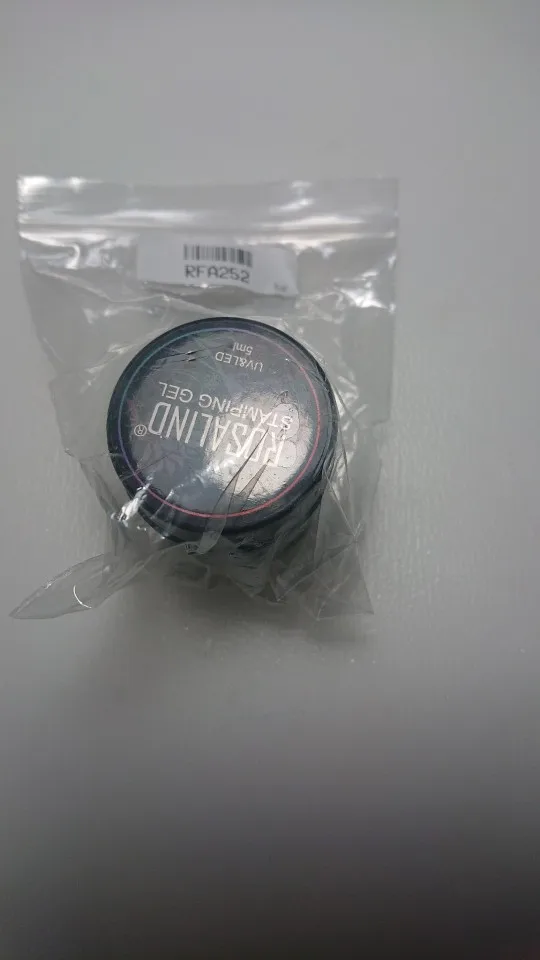 RFA252
ROSALIND®
STAMPING GEL
UV&LED
5ml